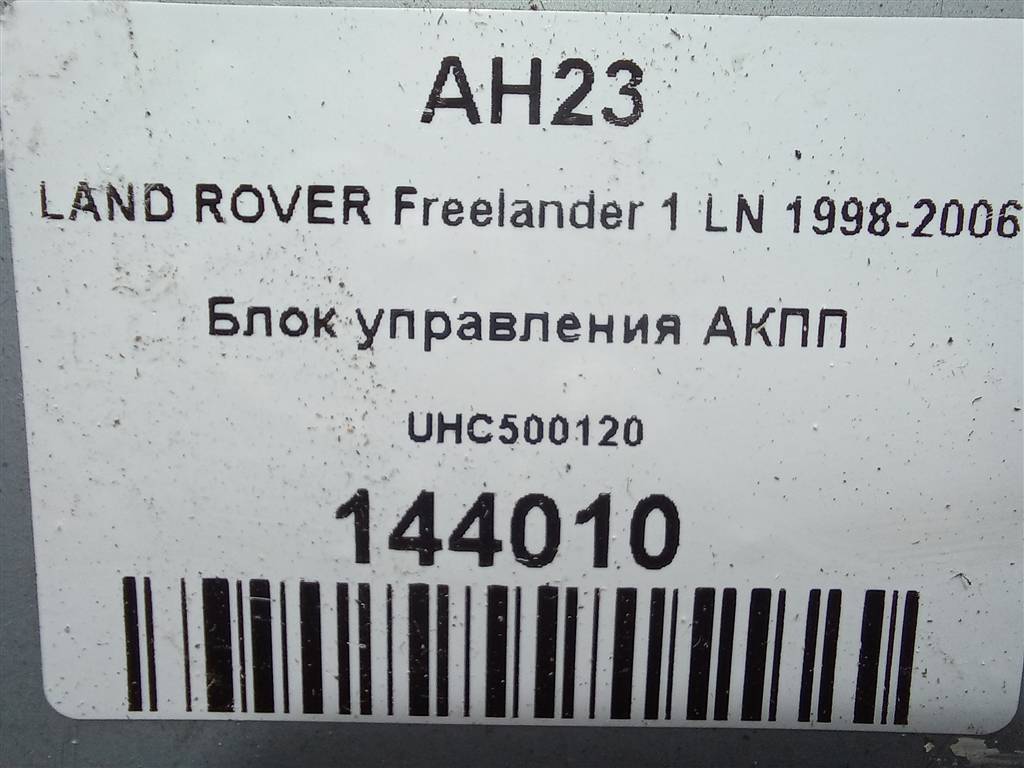 AH23
LAND ROVER Freelander 1 LN 1998-2006
Блок управления АКПП
UHC500120
144010